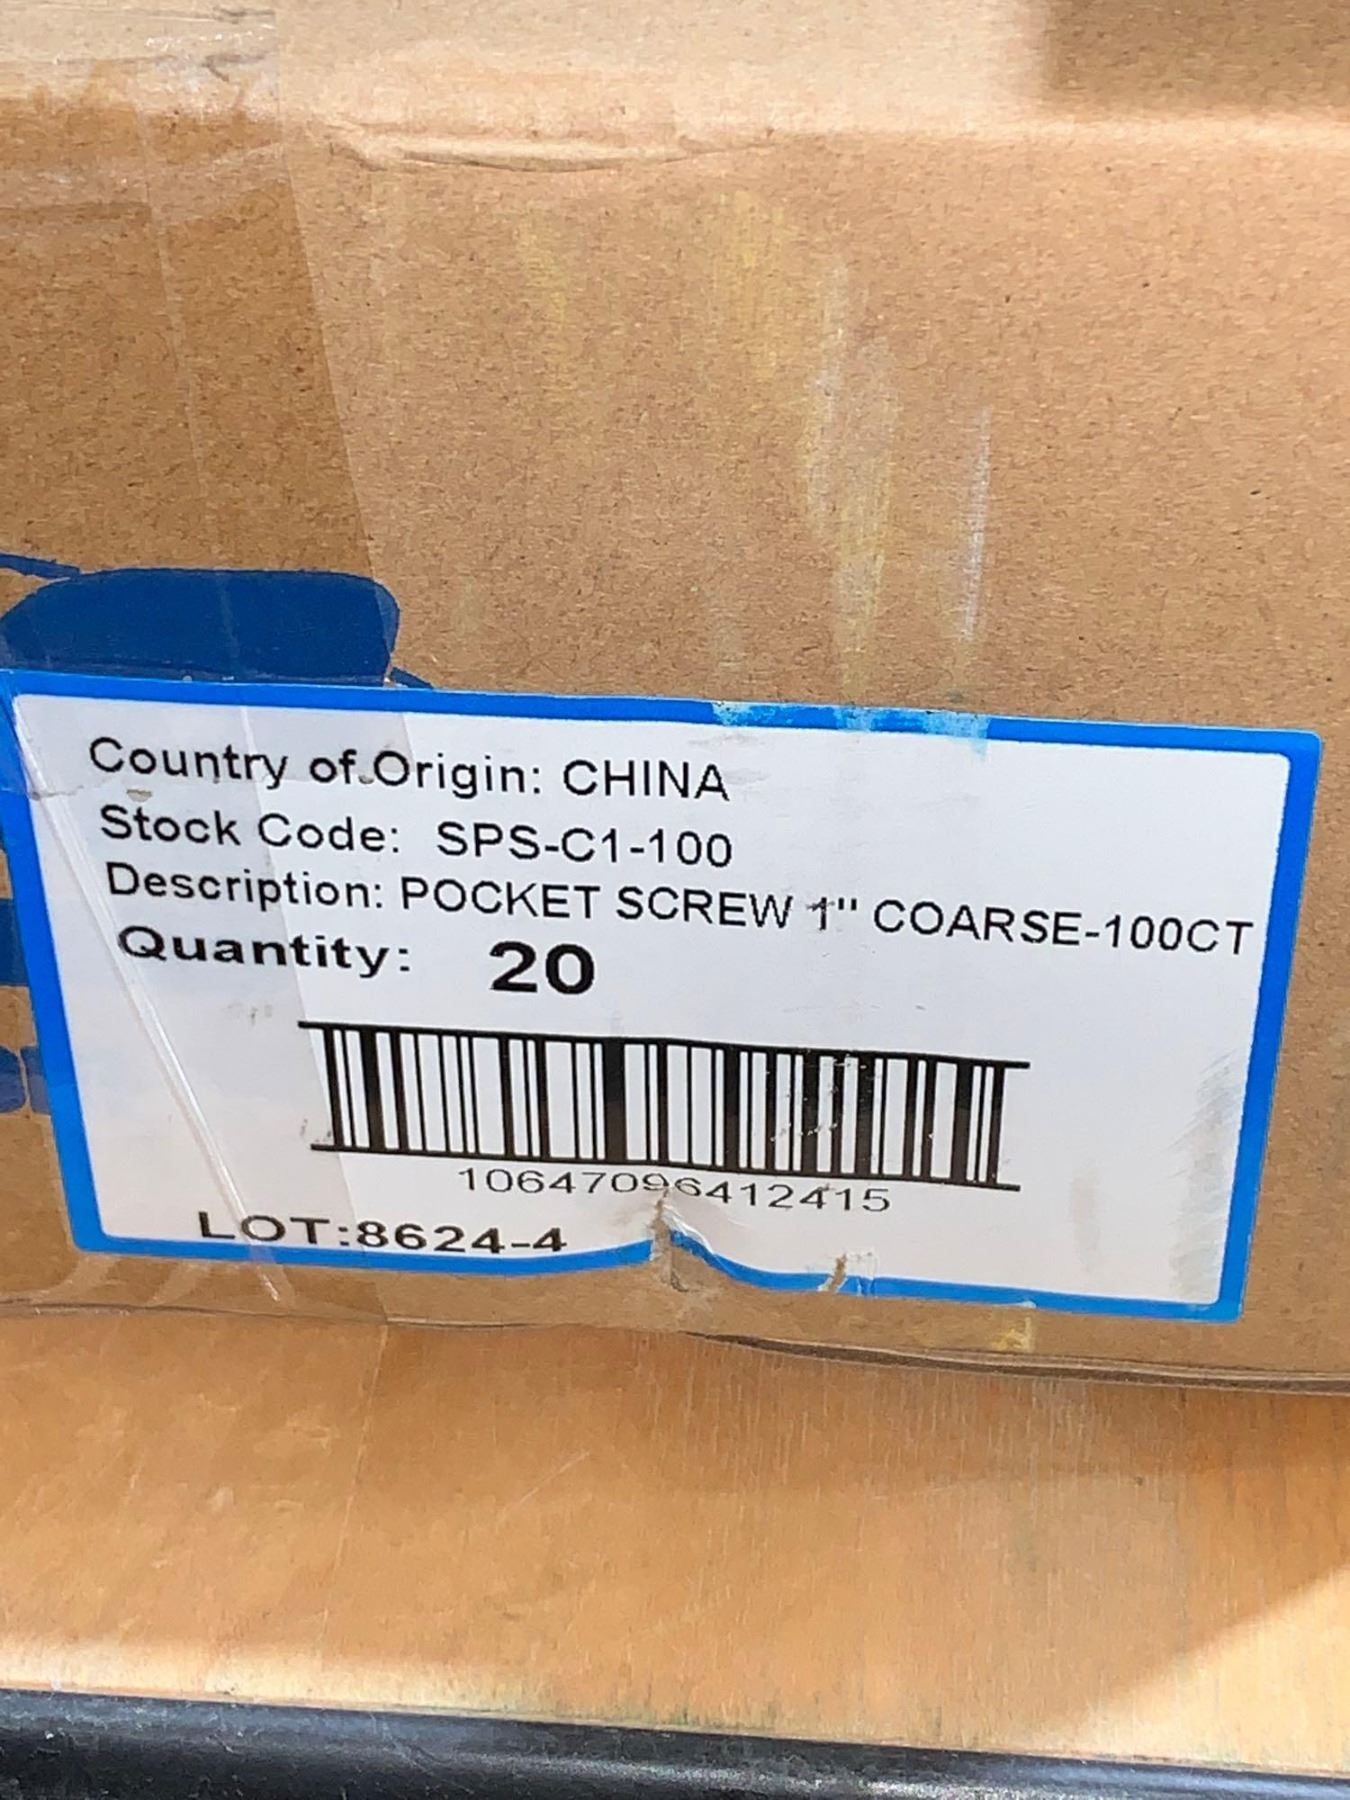 Country of Origin: CHINA
Stock Code: SPS-C1-100
Description: POCKET SCREW 1" COARSE-100CT
Quantity: 20
10647096412415
LOT:8624-4